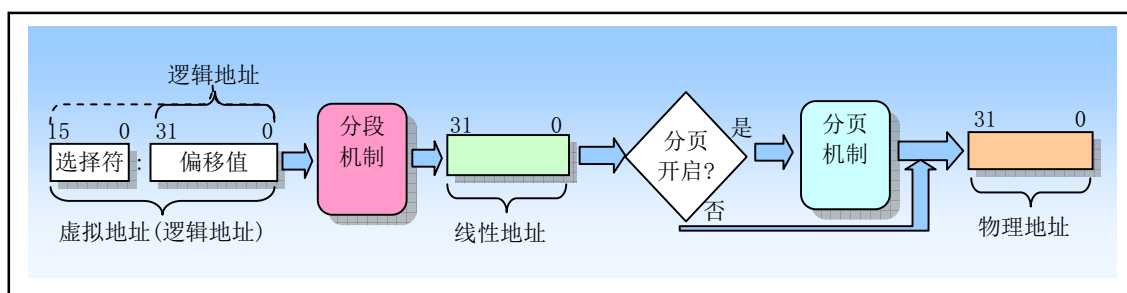 逻辑地址
15 0 31 0
选择符 : 偏移值
虚拟地址(逻辑地址)
分段
机制
31 0
线性地址
分页
开启?
是
否
分页
机制
31 0
物理地址